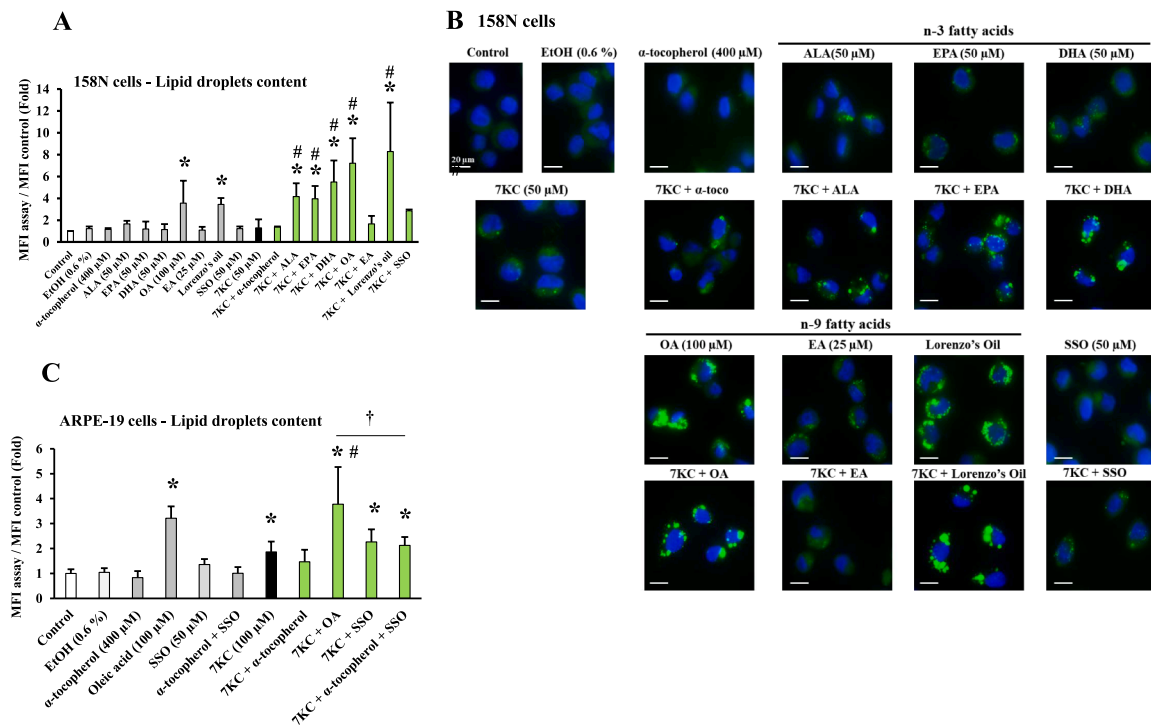 A
158N cells - Lipid droplets content
MFI assay / MFI control (Fold)
14
12
10
8
6
4
2
0
*
*
#
*
#
*
#
*
#
*
#
*
Control
EtOH (0.6 %)
α-tocopherol (400 µM)
ALA (50 µM)
EPA (50 µM)
DHA (50 µM)
OA (100 µM)
EA (25 µM)
Lorenzo's oil
SSO (50 µM)
7KC (50 µM)
7KC + α-tocopherol
7KC + ALA
7KC + EPA
7KC + DHA
7KC + OA
7KC + EA
7KC + Lorenzo's oil
7KC + SSO
B 158N cells
n-3 fatty acids
Control
EtOH (0.6 %)
α-tocopherol (400 µM)
ALA(50 µM)
EPA (50 µM)
DHA (50 µM)
20 µm
7KC (50 µM)
7KC + α-toco
7KC + ALA
7KC + EPA
7KC + DHA
n-9 fatty acids
OA (100 µM)
EA (25 µM)
Lorenzo's Oil
SSO (50 µM)
7KC + OA
7KC + EA
7KC + Lorenzo's Oil
7KC + SSO
C
ARPE-19 cells - Lipid droplets content
†
MFI assay / MFI control (Fold)
6
5
4
3
2
1
0
*
*
* #
*
*
Control
EtOH (0.6 %)
α-tocopherol (400 µM)
Oleic acid (100 µM)
SSO (50 µM)
α-tocopherol + SSO
7KC (100 µM)
7KC + α-tocopherol
7KC + OA
7KC + SSO
7KC + α-tocopherol + SSO